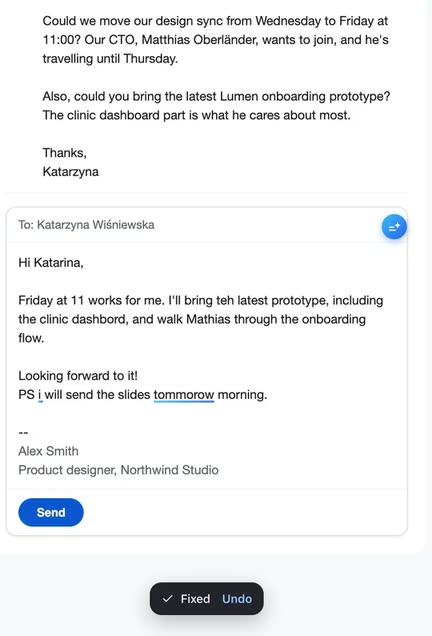 Could we move our design sync from Wednesday to Friday at
11:00? Our CTO, Matthias Oberländer, wants to join, and he's
travelling until Thursday.
Also, could you bring the latest Lumen onboarding prototype?
The clinic dashboard part is what he cares about most.
Thanks,
Katarzyna
To: Katarzyna Wiśniewska
Hi Katarina,
Friday at 11 works for me. I'll bring teh latest prototype, including
the clinic dashbord, and walk Mathias through the onboarding
flow.
Looking forward to it!
PS i will send the slides tommorow morning.
--
Alex Smith
Product designer, Northwind Studio
Send
Fixed Undo